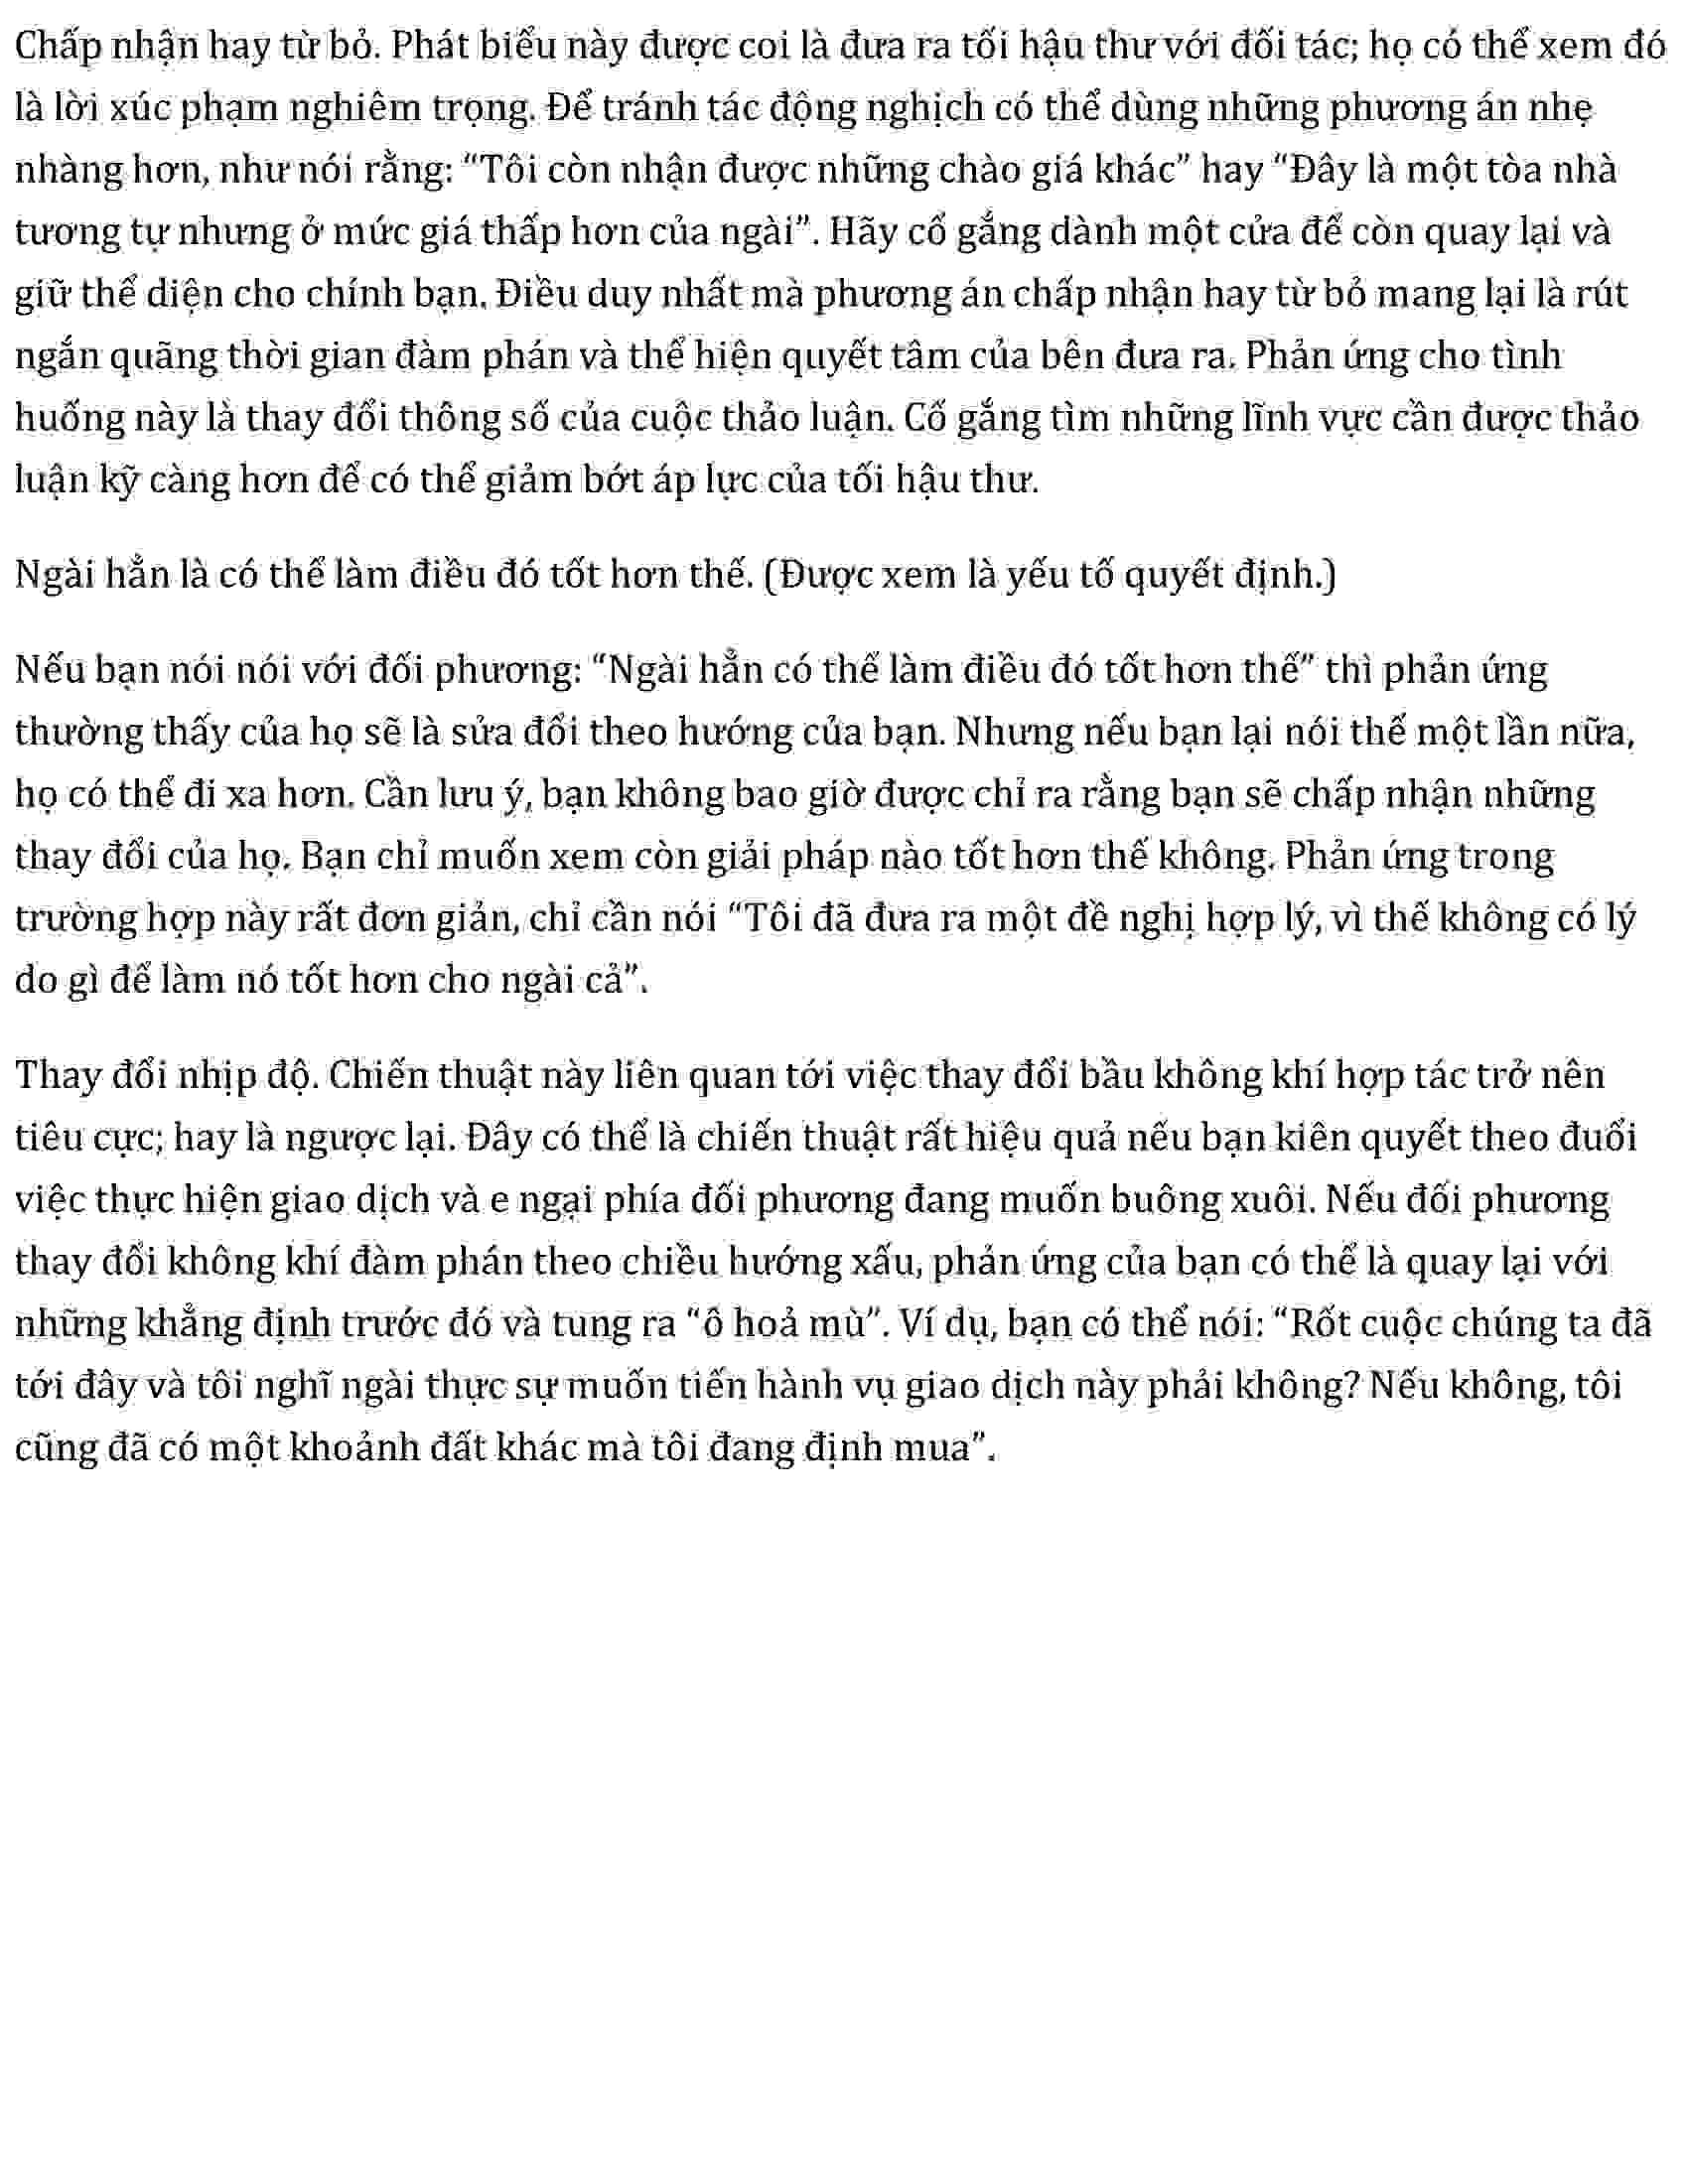 Chấp nhận hay từ bỏ. Phát biểu này được coi là đưa ra tối hậu thư với đối tác; họ có thể xem đó
là lời xúc phạm nghiêm trọng. Để tránh tác động nghịch có thể dùng những phương án nhẹ
nhàng hơn, như nói rằng: “Tôi còn nhận được những chào giá khác” hay “Đây là một tòa nhà
tương tự nhưng ở mức giá thấp hơn của ngài”. Hãy cố gắng dành một cửa để còn quay lại và
giữ thể diện cho chính bạn. Điều duy nhất mà phương án chấp nhận hay từ bỏ mang lại là rút
ngắn quãng thời gian đàm phán và thể hiện quyết tâm của bên đưa ra. Phản ứng cho tình
huống này là thay đổi thông số của cuộc thảo luận. Cố gắng tìm những lĩnh vực cần được thảo
luận kỹ càng hơn để có thể giảm bớt áp lực của tối hậu thư.
Ngài hẳn là có thể làm điều đó tốt hơn thế. (Được xem là yếu tố quyết định.)
Nếu bạn nói nói với đối phương: “Ngài hẳn có thể làm điều đó tốt hơn thế” thì phản ứng
thường thấy của họ sẽ là sửa đổi theo hướng của bạn. Nhưng nếu bạn lại nói thế một lần nữa,
họ có thể đi xa hơn. Cần lưu ý, bạn không bao giờ được chỉ ra rằng bạn sẽ chấp nhận những
thay đổi của họ. Bạn chỉ muốn xem còn giải pháp nào tốt hơn thế không. Phản ứng trong
trường hợp này rất đơn giản, chỉ cần nói “Tôi đã đưa ra một đề nghị hợp lý, vì thế không có lý
do gì để làm nó tốt hơn cho ngài cả”.
Thay đổi nhịp độ. Chiến thuật này liên quan tới việc thay đổi bầu không khí hợp tác trở nên
tiêu cực; hay là ngược lại. Đây có thể là chiến thuật rất hiệu quả nếu bạn kiên quyết theo đuổi
việc thực hiện giao dịch và e ngại phía đối phương đang muốn buông xuôi. Nếu đối phương
thay đổi không khí đàm phán theo chiều hướng xấu, phản ứng của bạn có thể là quay lại với
những khẳng định trước đó và tung ra “ô hoả mù”. Ví dụ, bạn có thể nói: “Rốt cuộc chúng ta đã
tới đây và tôi nghĩ ngài thực sự muốn tiến hành vụ giao dịch này phải không? Nếu không, tôi
cũng đã có một khoảnh đất khác mà tôi đang định mua”.